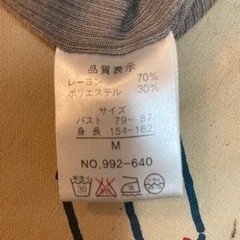 品質表示
レーヨン 70%
ポリエステル 30%
サイズ
バスト 79-87
身長 154-162
M
NO.992-640